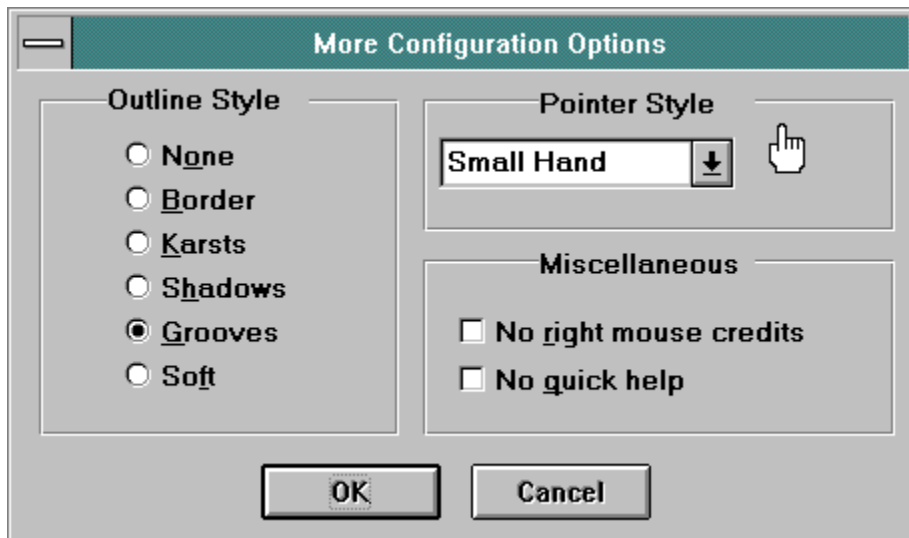 More Configuration Options
Outline Style
None
Border
Karsts
Shadows
Grooves
Soft
Pointer Style
Small Hand
Miscellaneous
No right mouse credits
No quick help
OK
Cancel